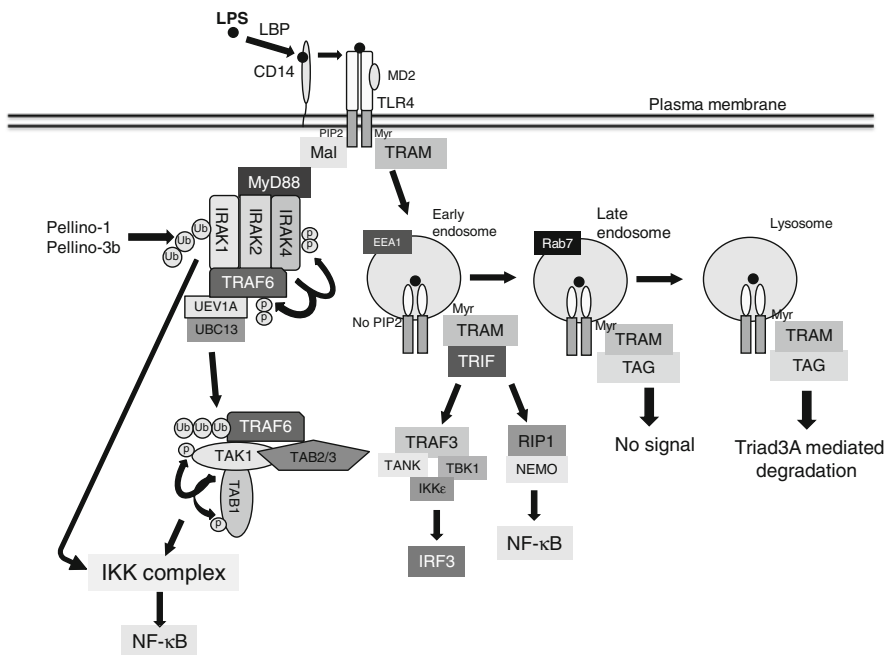 LPS
LBP
CD14
MD2
TLR4
Plasma membrane
PIP2
Myr
Mal
TRAM
MyD88
IRAK1
IRAK2
IRAK4
Pellino-1
Pellino-3b
Ub
Ub
Ub
P
P
TRAF6
UEV1A
P
P
UBC13
Early
endosome
EEA1
No PIP2
Myr
TRAM
TRIF
Late
endosome
Rab7
Myr
TRAM
TAG
Lysosome
Myr
TRAM
TAG
No signal
Triad3A mediated
degradation
Ub
Ub
Ub
TRAF6
P
TAK1
TAB2/3
TAB1
P
TRAF3
TANK
TBK1
IKKε
IRF3
RIP1
NEMO
NF-κB
IKK complex
NF-κB